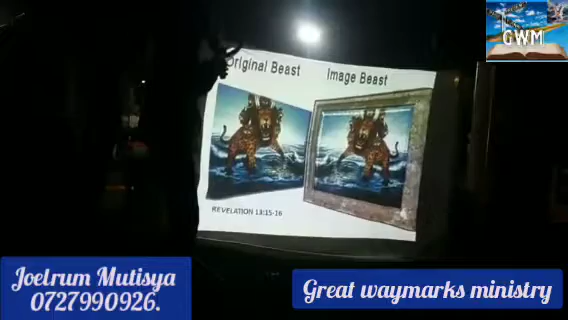 GWM
Original Beast
Image Beast
REVELATION 13:15-16
Joelrum Mutisya
0727990926.
Great waymarks ministry